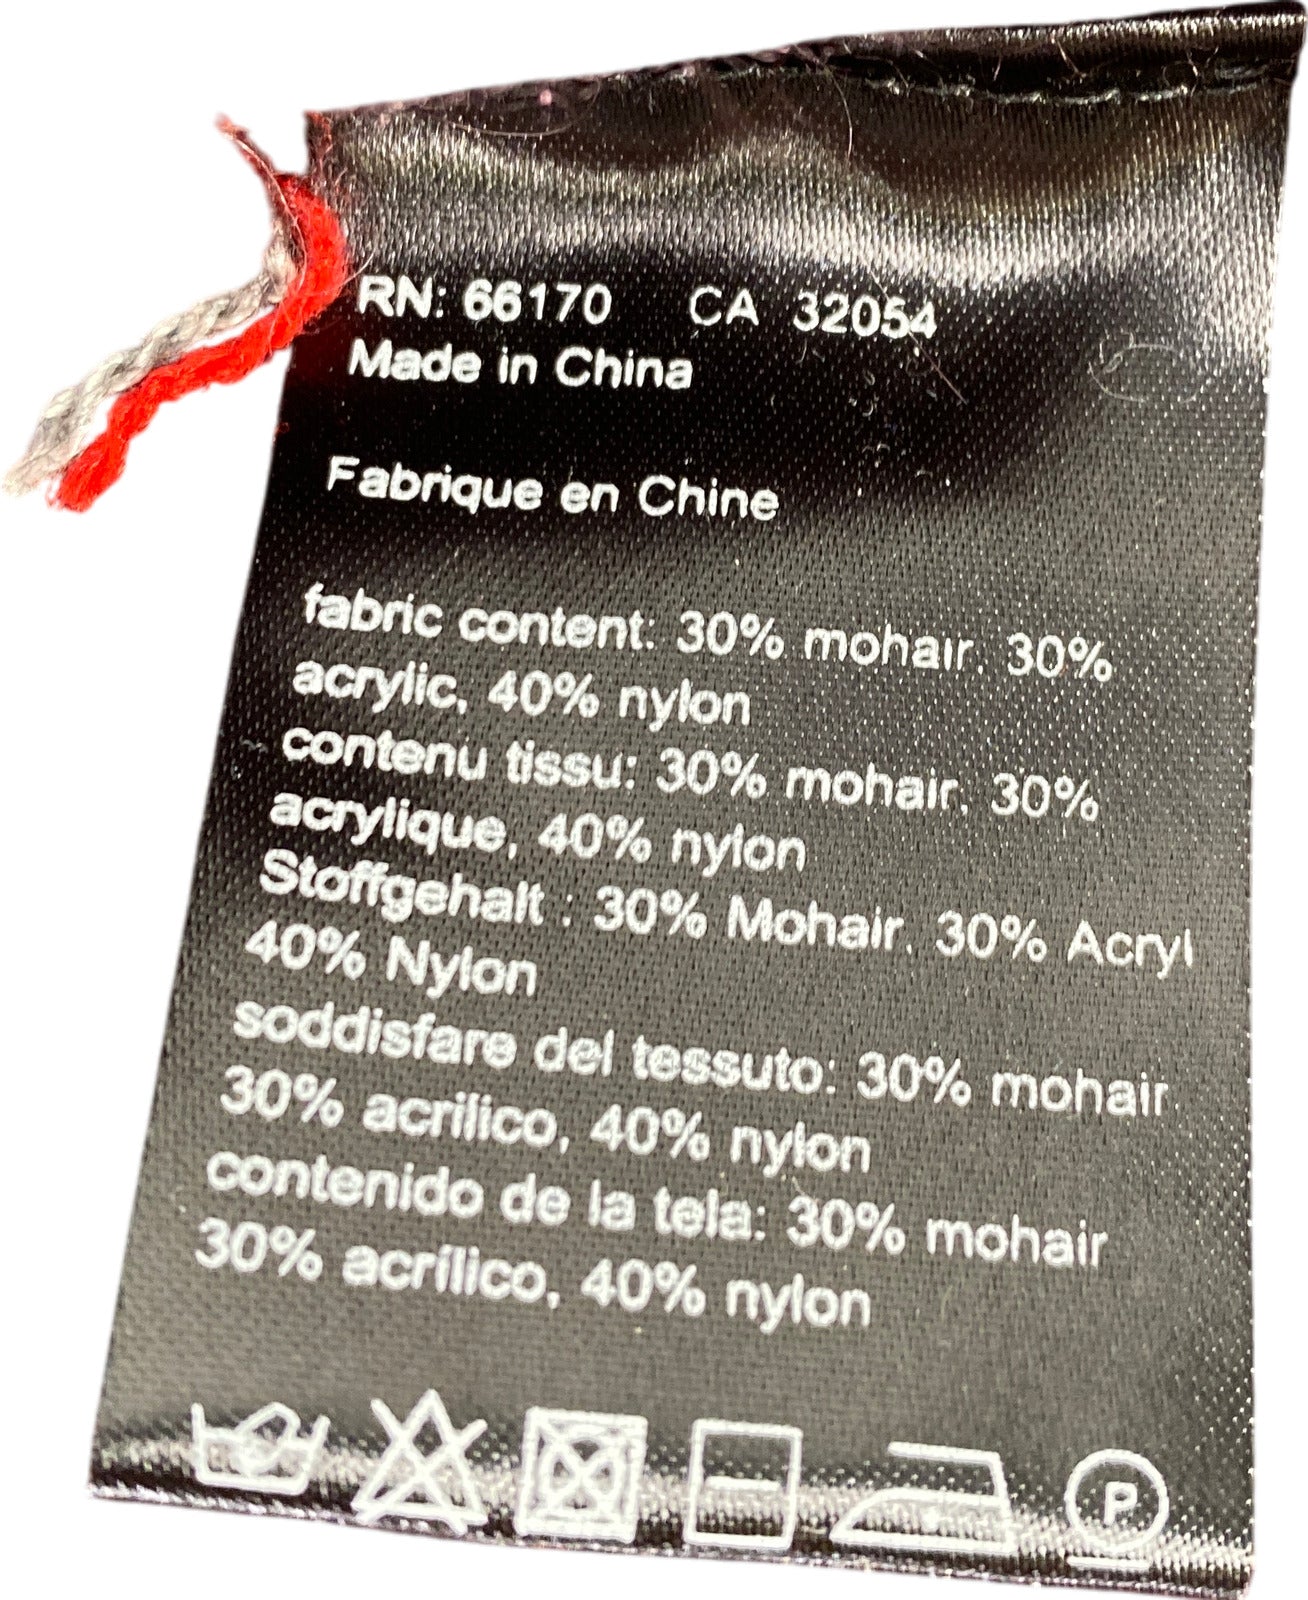 RN: 66170 CA 32054
Made in China
Fabrique en Chine
fabric content: 30% mohair, 30%
acrylic, 40% nylon
contenu tissu: 30% mohair, 30%
acrylique, 40% nylon
Stoffgehalt : 30% Mohair, 30% Acryl
40% Nylon
soddisfare del tessuto: 30% mohair
30% acrilico, 40% nylon
contenido de la tela: 30% mohair
30% acrílico, 40% nylon
P